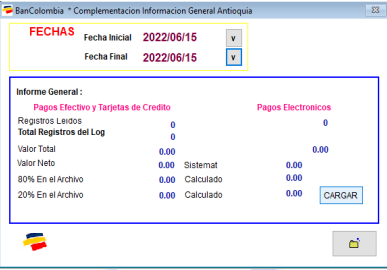 BanColombia * Complementacion Informacion General Antioquia
FECHAS
Fecha Inicial 2022/06/15 v
Fecha Final 2022/06/15 v
Informe General :
Pagos Efectivo y Tarjetas de Credito Pagos Electronicos
Registros Leidos 0 0
Total Registros del Log 0
Valor Total 0.00 0.00
Valor Neto 0.00 Sistemat 0.00
80% En el Archivo 0.00 Calculado 0.00
20% En el Archivo 0.00 Calculado 0.00 CARGAR